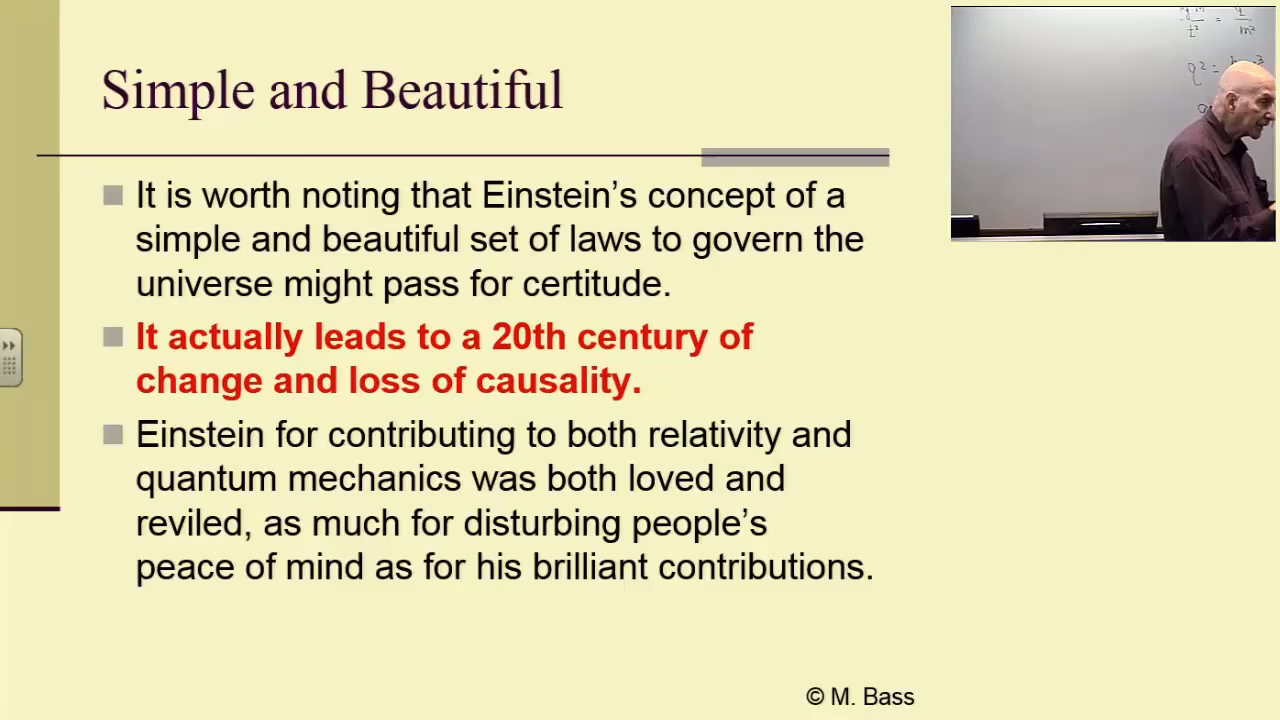 Simple and Beautiful
It is worth noting that Einstein’s concept of a
simple and beautiful set of laws to govern the
universe might pass for certitude.
It actually leads to a 20th century of
change and loss of causality.
Einstein for contributing to both relativity and
quantum mechanics was both loved and
reviled, as much for disturbing people’s
peace of mind as for his brilliant contributions.
© M. Bass